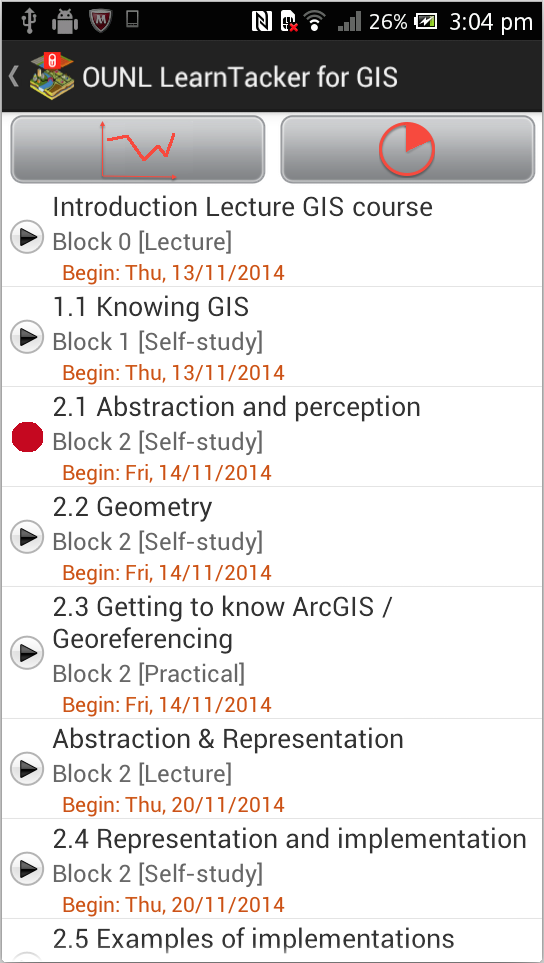 26% 3:04 pm
OUNL LearnTacker for GIS
Introduction Lecture GIS course
Block 0 [Lecture]
Begin: Thu, 13/11/2014
1.1 Knowing GIS
Block 1 [Self-study]
Begin: Thu, 13/11/2014
2.1 Abstraction and perception
Block 2 [Self-study]
Begin: Fri, 14/11/2014
2.2 Geometry
Block 2 [Self-study]
Begin: Fri, 14/11/2014
2.3 Getting to know ArcGIS /
Georeferencing
Block 2 [Practical]
Begin: Fri, 14/11/2014
Abstraction & Representation
Block 2 [Lecture]
Begin: Thu, 20/11/2014
2.4 Representation and implementation
Block 2 [Self-study]
Begin: Thu, 20/11/2014
2.5 Examples of implementations